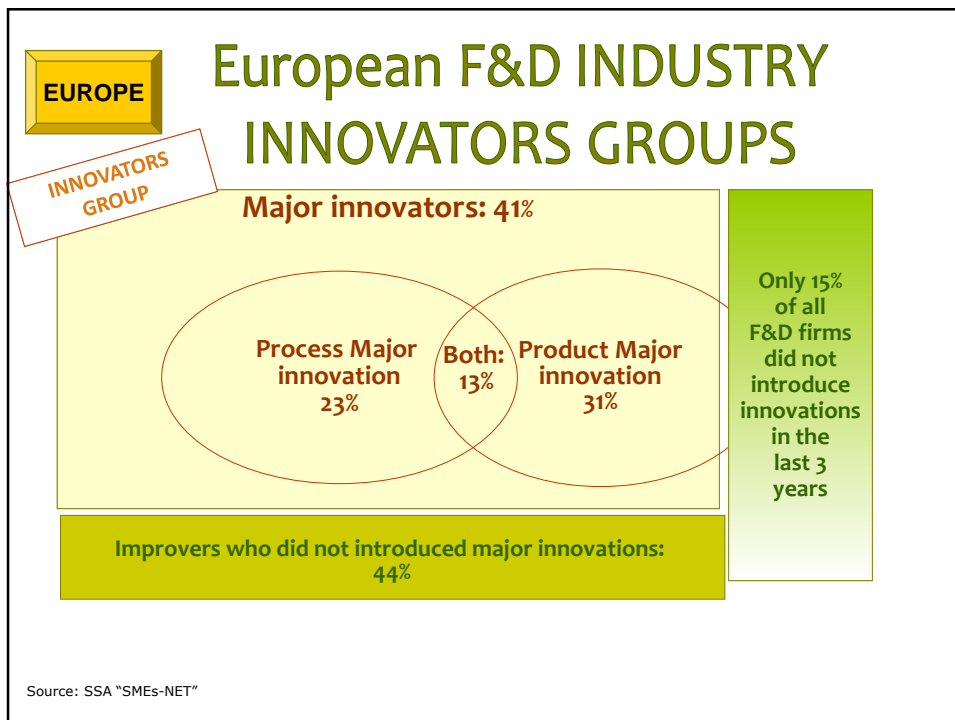 EUROPE
European F&D INDUSTRY
INNOVATORS GROUPS
INNOVATORS
GROUP
Major innovators: 41%
Process Major
innovation
23%
Both:
13%
Product Major
innovation
31%
Only 15%
of all
F&D firms
did not
introduce
innovations
in the
last 3
years
Improvers who did not introduced major innovations:
44%
Source: SSA “SMEs-NET”